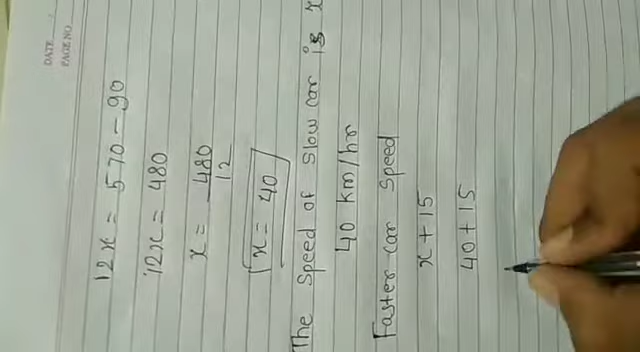 DATE :
PAGE NO
12x = 570 - 90
12x = 480
x = 480
12
x = 40
The speed of slow car is x
40 km/hr
Faster car speed
x + 15
40 + 15